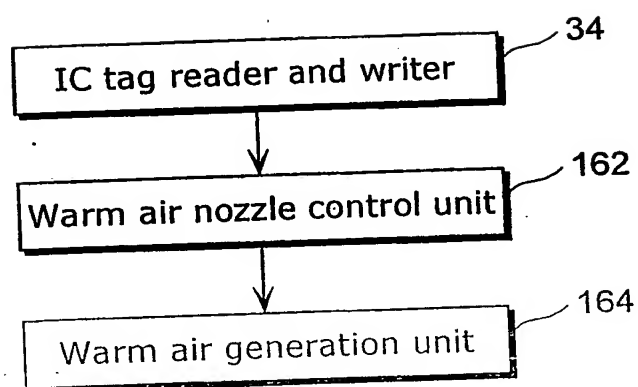 34
IC tag reader and writer
162
Warm air nozzle control unit
164
Warm air generation unit